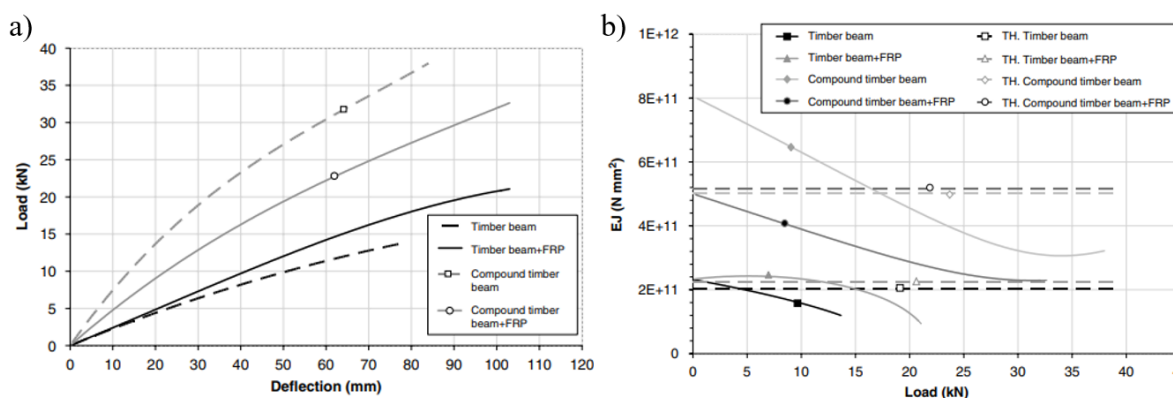 a)
40
35
30
25
20
15
10
5
0
Load (kN)
0 10 20 30 40 50 60 70 80 90 100 110 120
Deflection (mm)
Timber beam
Timber beam+FRP
Compound timber
beam
Compound timber
beam+FRP
b)
1E+12
8E+11
6E+11
4E+11
2E+11
0
EJ (N mm²)
0 5 10 15 20 25 30 35 40
Load (kN)
Timber beam
TH. Timber beam
Timber beam+FRP
TH. Timber beam+FRP
Compound timber beam
TH. Compound timber beam
Compound timber beam+FRP
TH. Compound timber beam+FRP